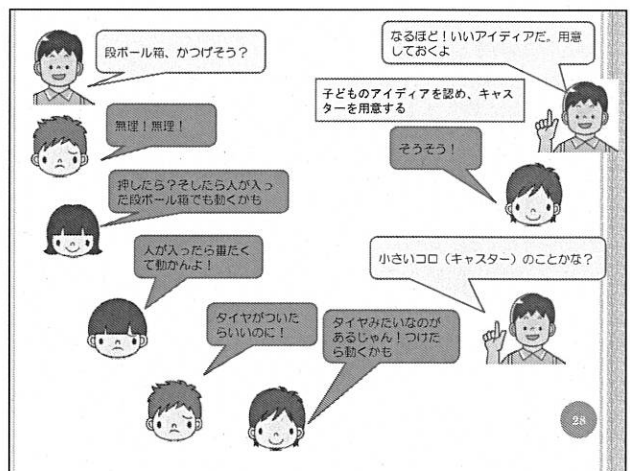 段ボール箱、かつげそう？
無理！無理！
押したら？そしたら人が入っ
た段ボール箱でも動くかも
人が入ったら重たく
て動かんよ！
タイヤがついた
らいいのに！
タイヤみたいなのが
あるじゃん！つけた
ら動くかも
小さいコロ（キャスター）のことかな？
そうそう！
なるほど！いいアイディアだ。用意
しておくよ
子どものアイディアを認め、キャス
ターを用意する
28